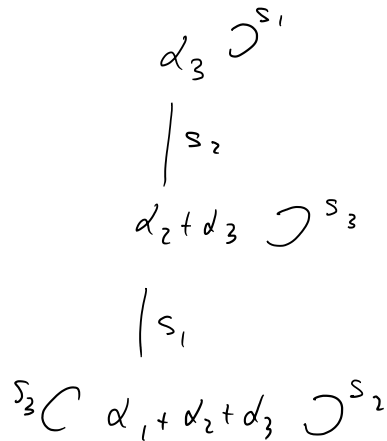 α₃ ⊃ s₁
| s₂
α₂ + α₃ ⊃ s₃
| s₁
s₃ ⊂ α₁ + α₂ + α₃ ⊃ s₂